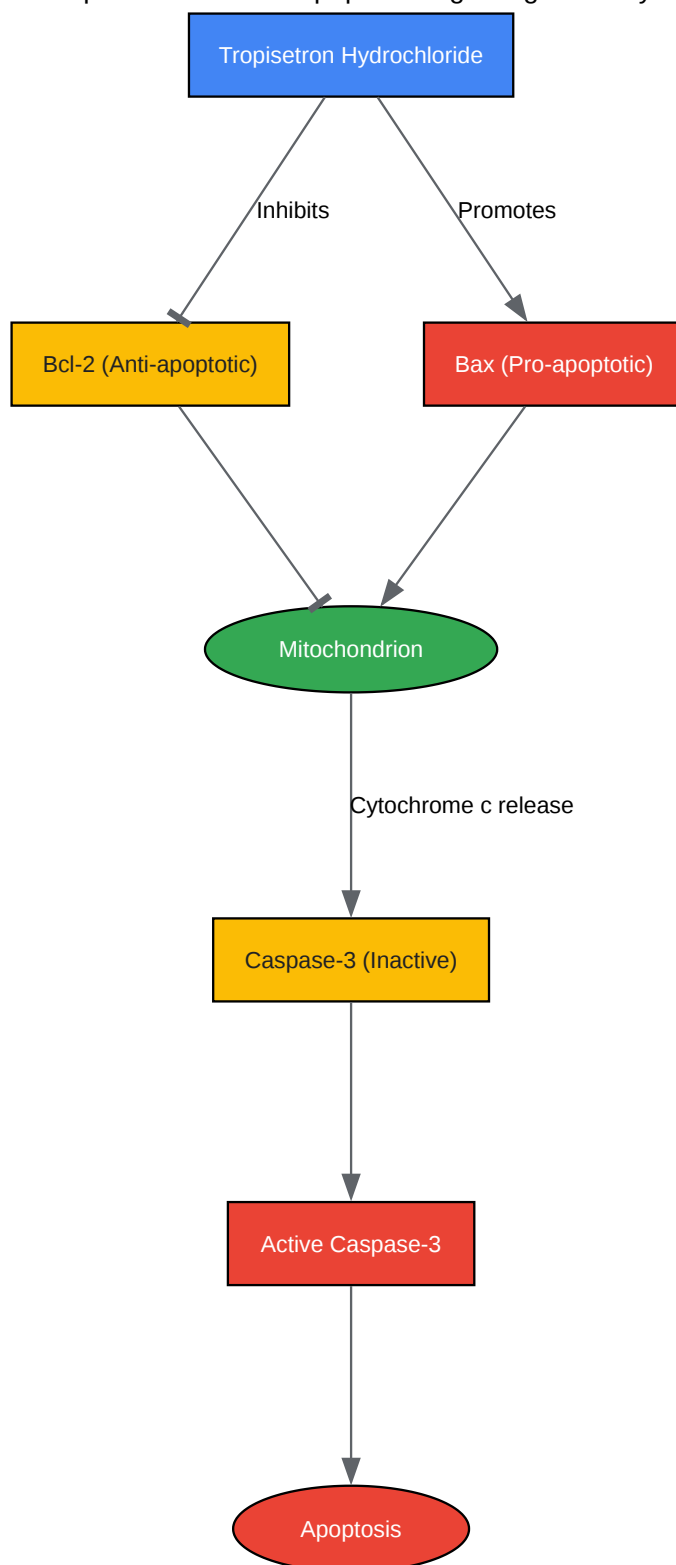 Tropisetron Hydrochloride
Inhibits
Promotes
Bcl-2 (Anti-apoptotic)
Bax (Pro-apoptotic)
Mitochondrion
Cytochrome c release
Caspase-3 (Inactive)
Active Caspase-3
Apoptosis